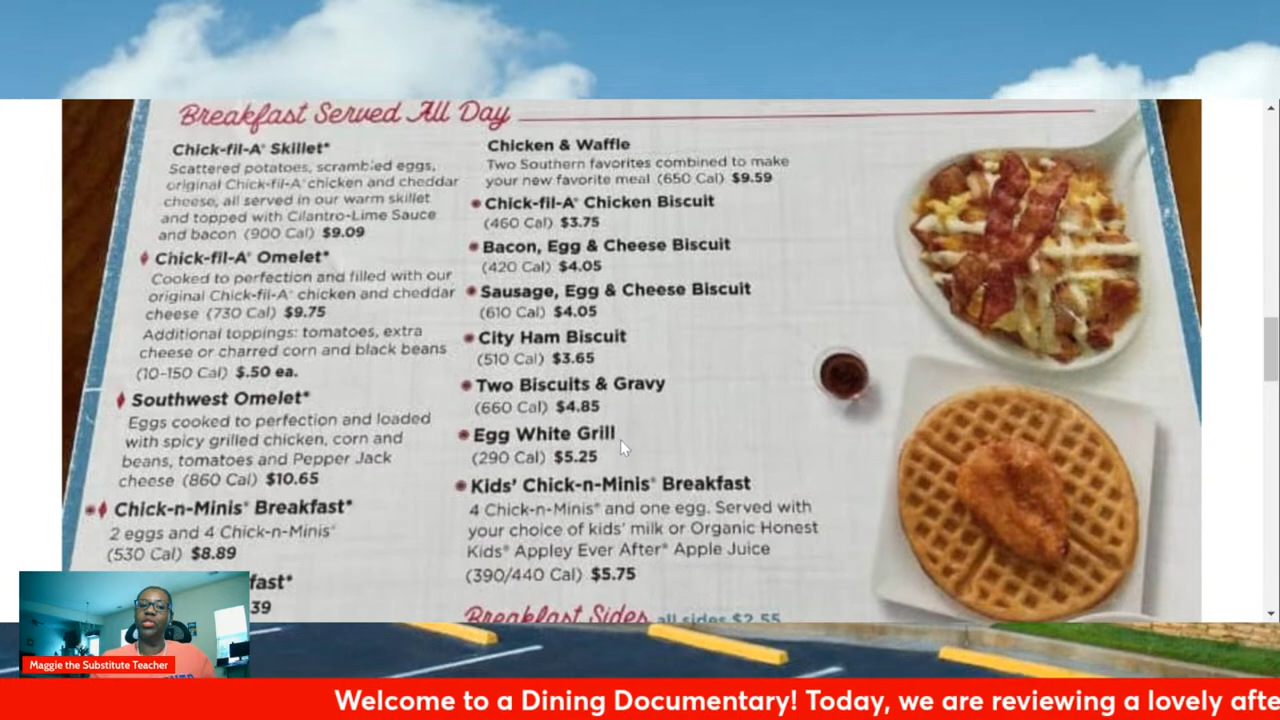 Breakfast Served All Day
Chick-fil-A® Skillet*
Scattered potatoes, scrambled eggs,
original Chick-fil-A® chicken and cheddar
cheese, all served in our warm skillet
and topped with Cilantro-Lime Sauce
and bacon (900 Cal) $9.09
Chick-fil-A® Omelet*
Cooked to perfection and filled with our
original Chick-fil-A® chicken and cheddar
cheese (730 Cal) $9.75
Additional toppings: tomatoes, extra
cheese or charred corn and black beans
(10-150 Cal) $.50 ea.
Southwest Omelet*
Eggs cooked to perfection and loaded
with spicy grilled chicken, corn and
beans, tomatoes and Pepper Jack
cheese (860 Cal) $10.65
Chick-n-Minis® Breakfast*
2 eggs and 4 Chick-n-Minis®
(530 Cal) $8.89
fast*
39
Chicken & Waffle
Two Southern favorites combined to make
your new favorite meal (650 Cal) $9.59
Chick-fil-A® Chicken Biscuit
(460 Cal) $3.75
Bacon, Egg & Cheese Biscuit
(420 Cal) $4.05
Sausage, Egg & Cheese Biscuit
(610 Cal) $4.05
City Ham Biscuit
(510 Cal) $3.65
Two Biscuits & Gravy
(660 Cal) $4.85
Egg White Grill
(290 Cal) $5.25
Kids' Chick-n-Minis® Breakfast
4 Chick-n-Minis® and one egg. Served with
your choice of kids' milk or Organic Honest
Kids® Appley Ever After® Apple Juice
(390/440 Cal) $5.75
Breakfast Sides all sides $2.55
Maggie the Substitute Teacher
Welcome to a Dining Documentary! Today, we are reviewing a lovely afte